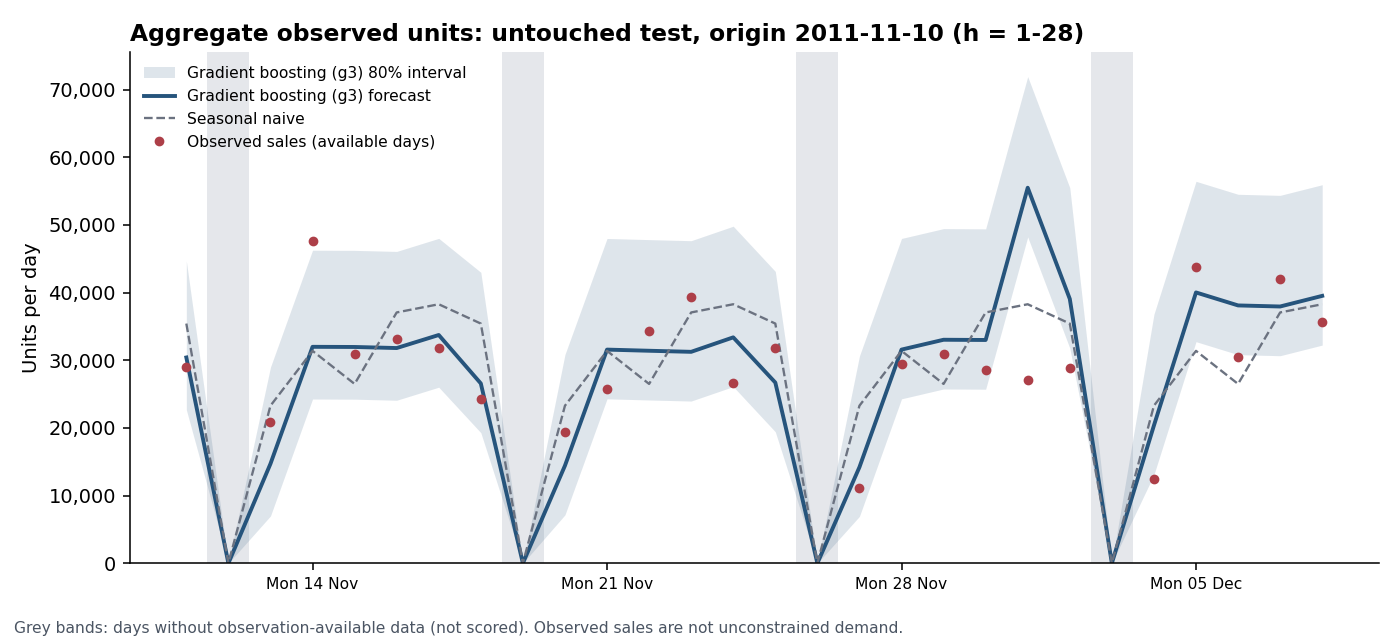 Aggregate observed units: untouched test, origin 2011-11-10 (h = 1-28)
Gradient boosting (g3) 80% interval
Gradient boosting (g3) forecast
Seasonal naive
Observed sales (available days)
Units per day
70,000
60,000
50,000
40,000
30,000
20,000
10,000
0
Mon 14 Nov
Mon 21 Nov
Mon 28 Nov
Mon 05 Dec
Grey bands: days without observation-available data (not scored). Observed sales are not unconstrained demand.